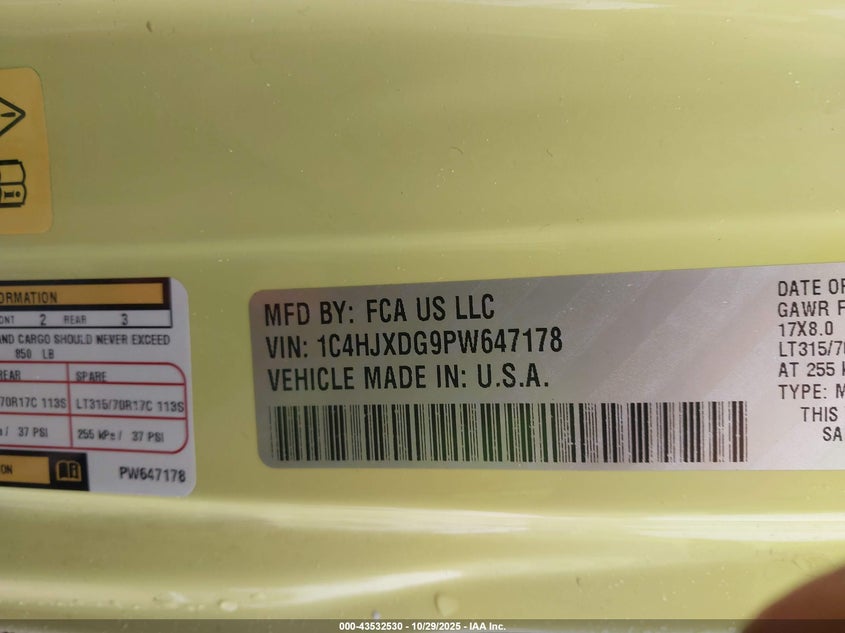 ORMATION
ONT 2 REAR 3
AND CARGO SHOULD NEVER EXCEED
850 LB
REAR SPARE
70R17C 113S LT315/70R17C 113S
/ 37 PSI 255 kPa / 37 PSI
ON
PW647178
MFD BY: FCA US LLC
VIN: 1C4HJXDG9PW647178
VEHICLE MADE IN: U.S.A.
DATE OF
GAWR F
17X8.0
LT315/70
AT 255 K
TYPE: M
THIS
SA
000-43532530 - 10/29/2025 - IAA Inc.